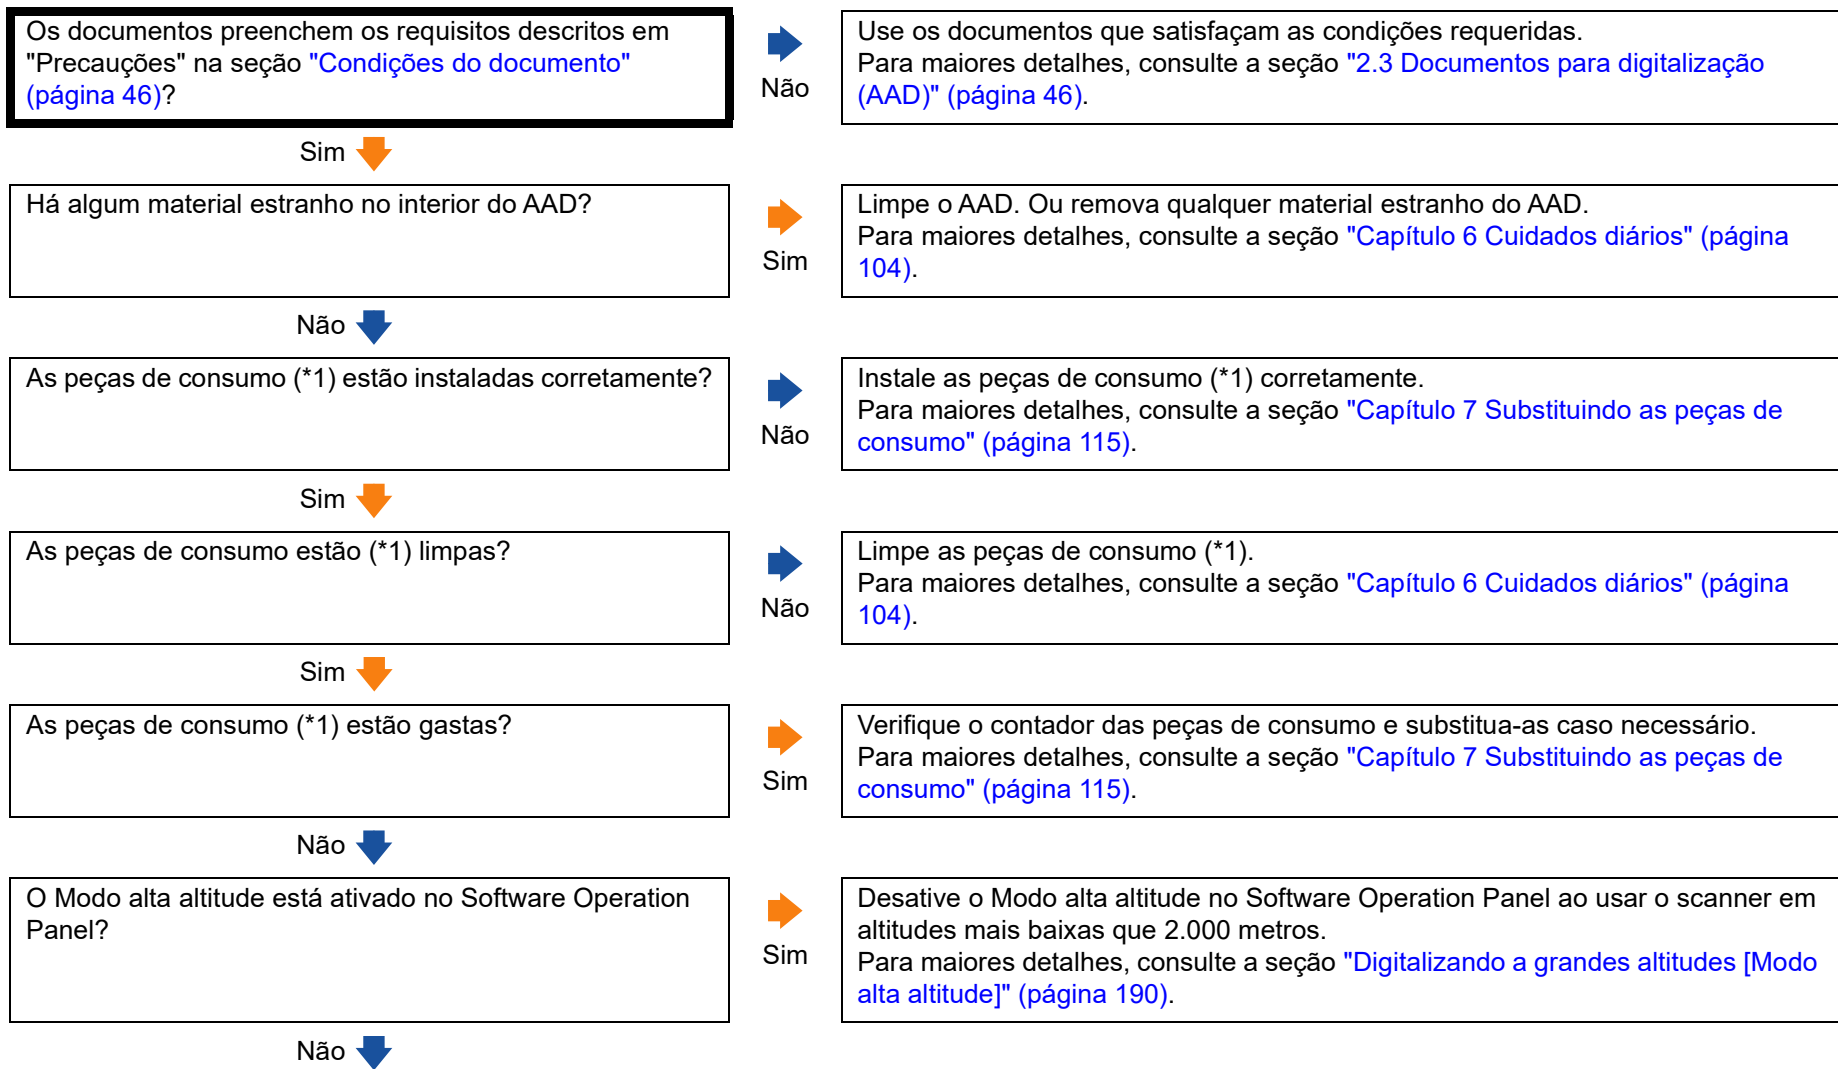 Os documentos preenchem os requisitos descritos em
"Precauções" na seção "Condições do documento"
(página 46)?
Não
Use os documentos que satisfaçam as condições requeridas.
Para maiores detalhes, consulte a seção "2.3 Documentos para digitalização
(AAD)" (página 46).
Sim
Há algum material estranho no interior do AAD?
Sim
Limpe o AAD. Ou remova qualquer material estranho do AAD.
Para maiores detalhes, consulte a seção "Capítulo 6 Cuidados diários" (página
104).
Não
As peças de consumo (*1) estão instaladas corretamente?
Não
Instale as peças de consumo (*1) corretamente.
Para maiores detalhes, consulte a seção "Capítulo 7 Substituindo as peças de
consumo" (página 115).
Sim
As peças de consumo estão (*1) limpas?
Não
Limpe as peças de consumo (*1).
Para maiores detalhes, consulte a seção "Capítulo 6 Cuidados diários" (página
104).
Sim
As peças de consumo (*1) estão gastas?
Sim
Verifique o contador das peças de consumo e substitua-as caso necessário.
Para maiores detalhes, consulte a seção "Capítulo 7 Substituindo as peças de
consumo" (página 115).
Não
O Modo alta altitude está ativado no Software Operation
Panel?
Sim
Desative o Modo alta altitude no Software Operation Panel ao usar o scanner em
altitudes mais baixas que 2.000 metros.
Para maiores detalhes, consulte a seção "Digitalizando a grandes altitudes [Modo
alta altitude]" (página 190).
Não